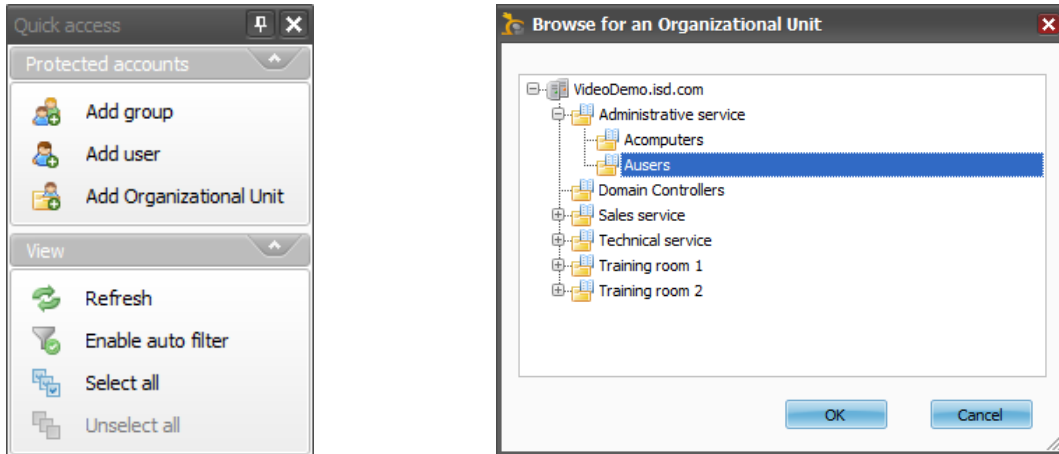 Quick access
Protected accounts
Add group
Add user
Add Organizational Unit
View
Refresh
Enable auto filter
Select all
Unselect all
Browse for an Organizational Unit
VideoDemo.isd.com
Administrative service
Acomputers
Ausers
Domain Controllers
Sales service
Technical service
Training room 1
Training room 2
OK
Cancel